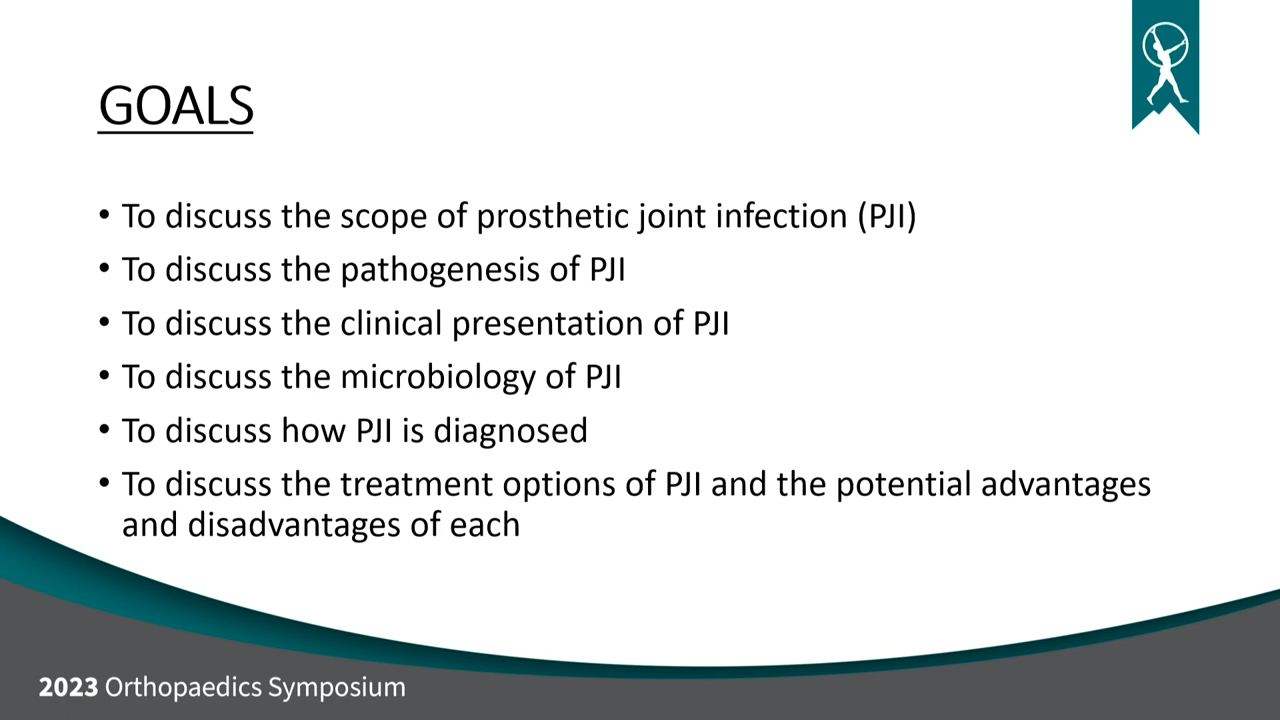 GOALS
• To discuss the scope of prosthetic joint infection (PJI)
• To discuss the pathogenesis of PJI
• To discuss the clinical presentation of PJI
• To discuss the microbiology of PJI
• To discuss how PJI is diagnosed
• To discuss the treatment options of PJI and the potential advantages
and disadvantages of each
2023 Orthopaedics Symposium